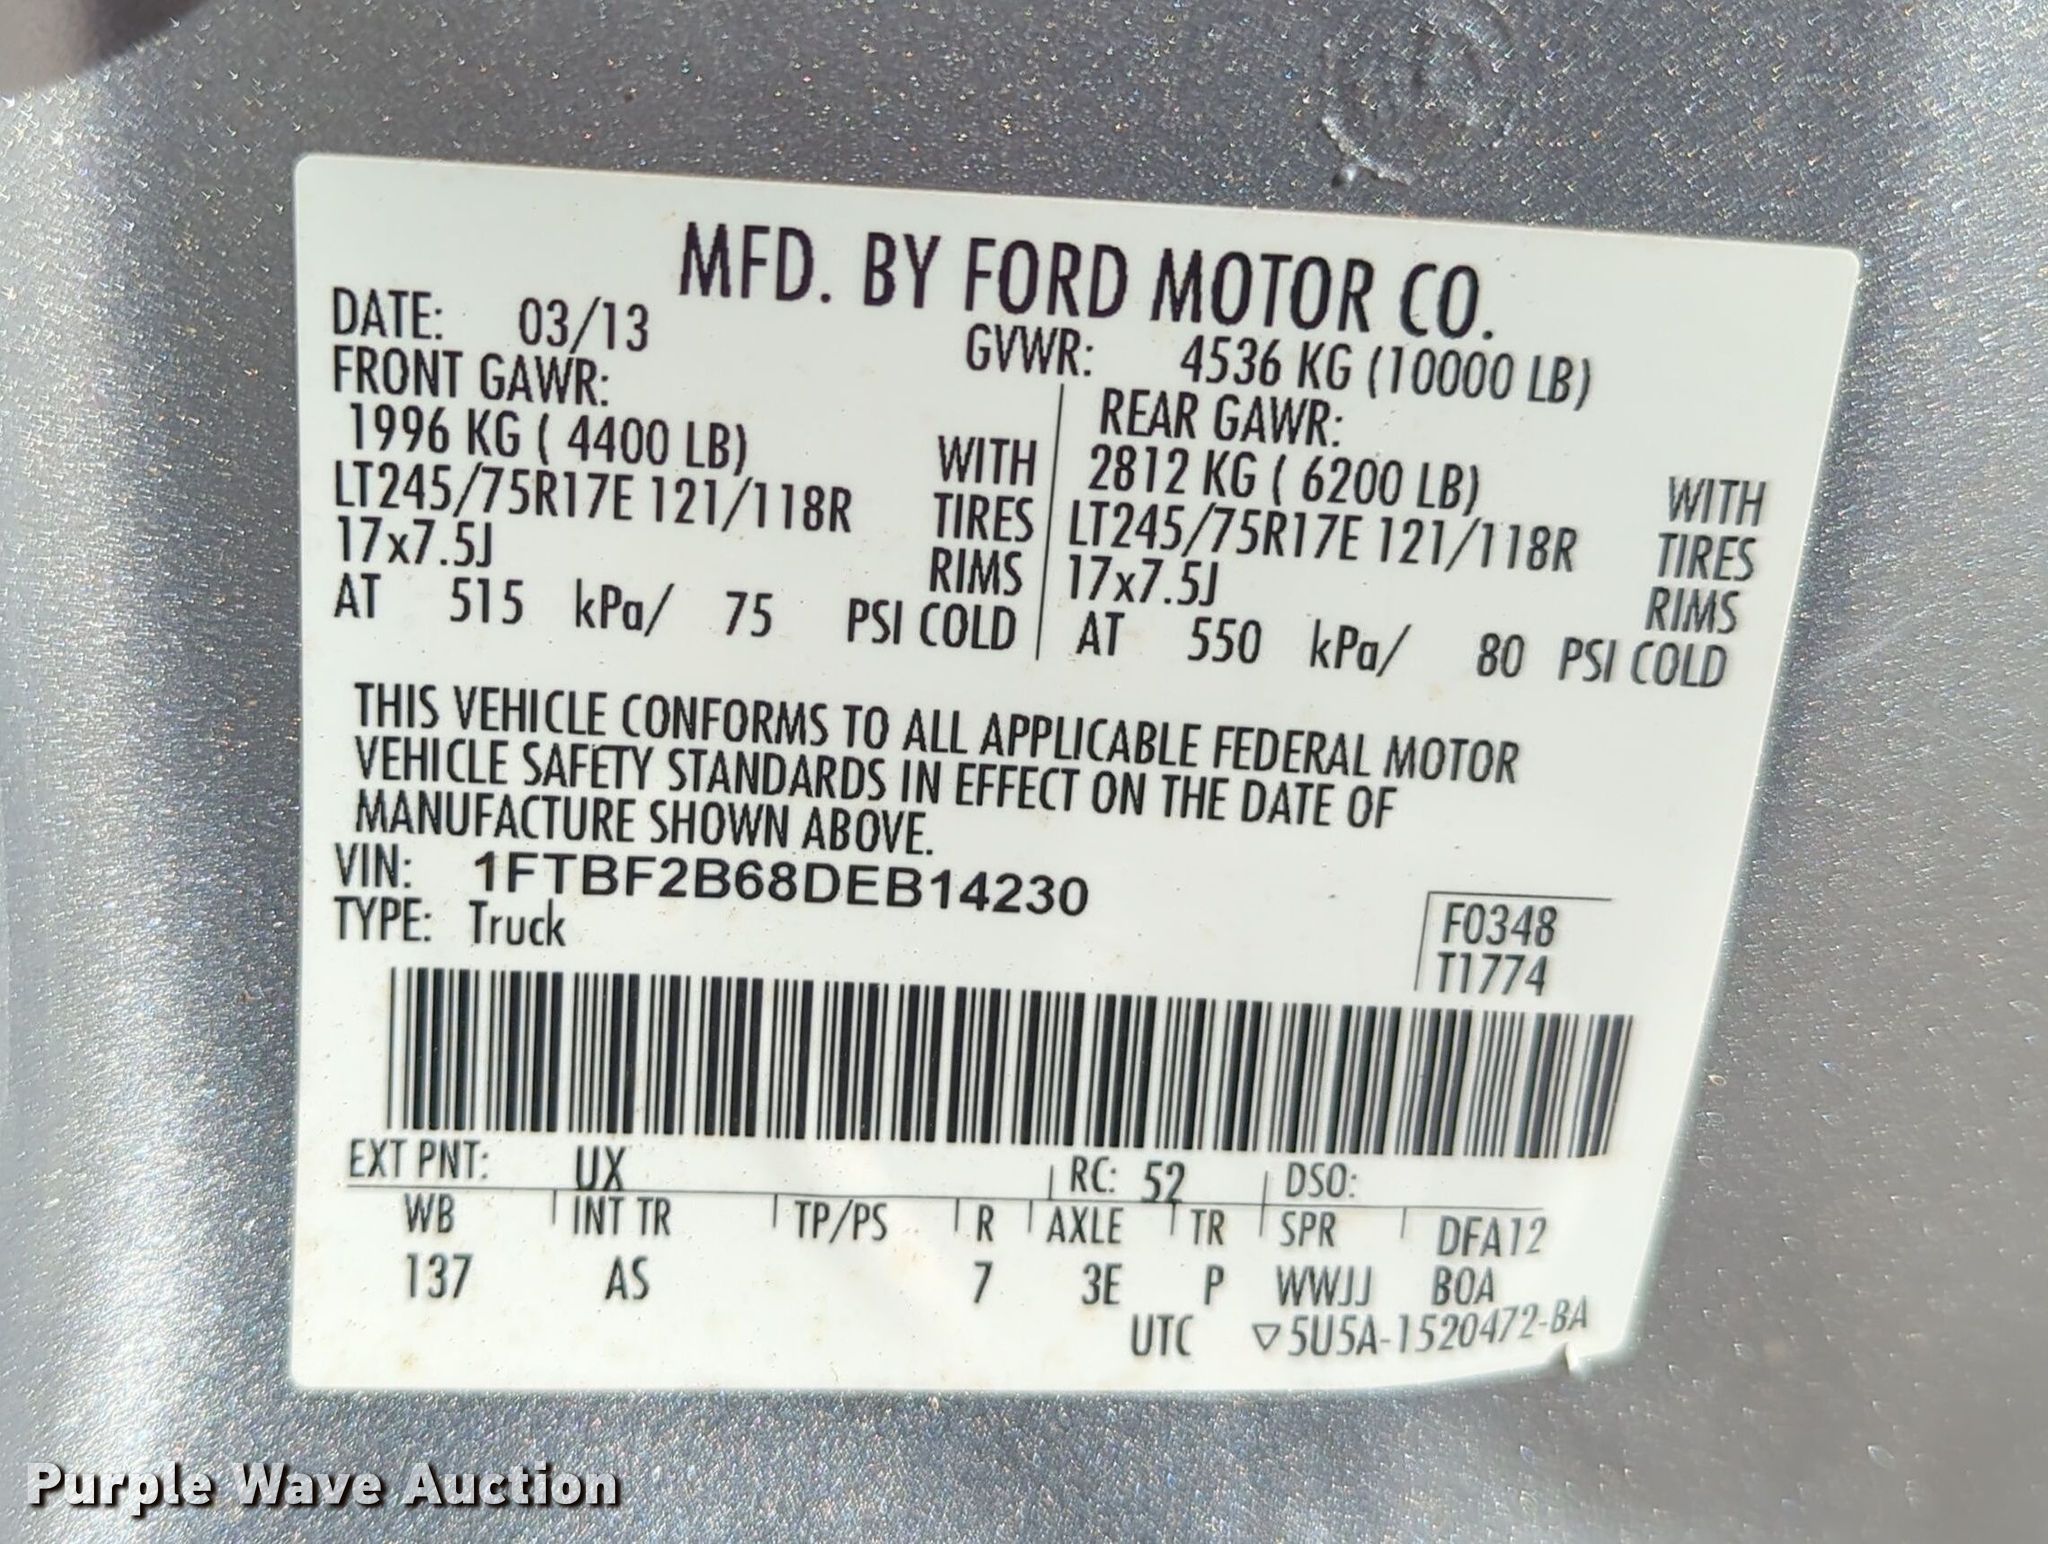 MFD. BY FORD MOTOR CO.
DATE: 03/13 GVWR: 4536 KG (10000 LB)
FRONT GAWR: REAR GAWR:
1996 KG ( 4400 LB) WITH 2812 KG ( 6200 LB) WITH
LT245/75R17E 121/118R TIRES LT245/75R17E 121/118R TIRES
17x7.5J RIMS 17x7.5J RIMS
AT 515 kPa/ 75 PSI COLD AT 550 kPa/ 80 PSI COLD
THIS VEHICLE CONFORMS TO ALL APPLICABLE FEDERAL MOTOR
VEHICLE SAFETY STANDARDS IN EFFECT ON THE DATE OF
MANUFACTURE SHOWN ABOVE.
VIN: 1FTBF2B68DEB14230
TYPE: Truck F0348
T1774
EXT PNT: UX RC: 52 DSO:
WB INT TR TP/PS R AXLE TR SPR DFA12
137 AS 7 3E P WWJJ BOA
UTC ▽5U5A-1520472-BA
Purple Wave Auction